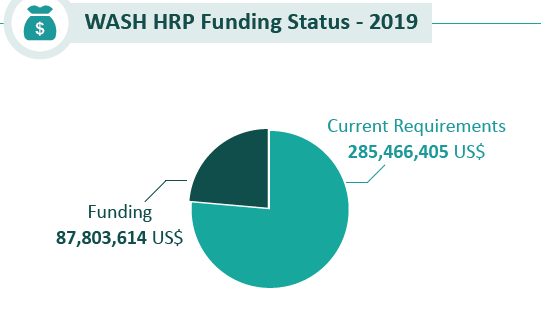 $
WASH HRP Funding Status - 2019
Current Requirements
285,466,405 US$
Funding
87,803,614 US$